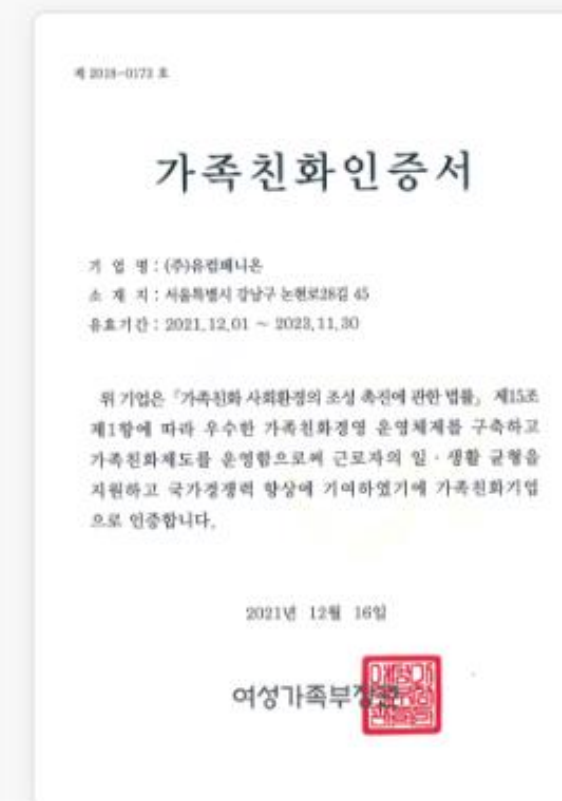 제 2018-0173 호
가족친화인증서
기 업 명 : (주)유컴패니온
소 재 지 : 서울특별시 강남구 논현로28길 45
유효기간 : 2021.12.01 ~ 2023.11.30
위 기업은 「가족친화 사회환경의 조성 촉진에 관한 법률」 제15조
제1항에 따라 우수한 가족친화경영 운영체제를 구축하고
가족친화제도를 운영함으로써 근로자의 일 · 생활 균형을
지원하고 국가경쟁력 향상에 기여하였기에 가족친화기업
으로 인증합니다.
2021년 12월 16일
여성가족부장관